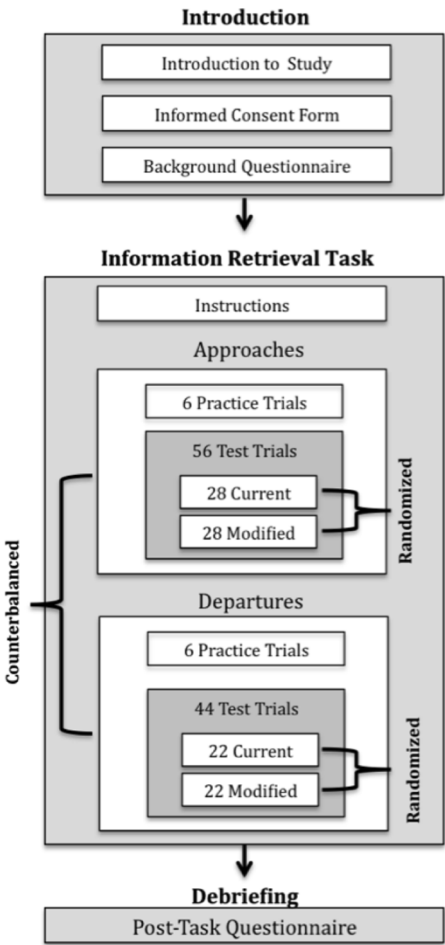 Introduction
Introduction to Study
Informed Consent Form
Background Questionnaire
Information Retrieval Task
Instructions
Approaches
6 Practice Trials
56 Test Trials
28 Current
28 Modified
Randomized
Counterbalanced
Departures
6 Practice Trials
44 Test Trials
22 Current
22 Modified
Randomized
Debriefing
Post-Task Questionnaire